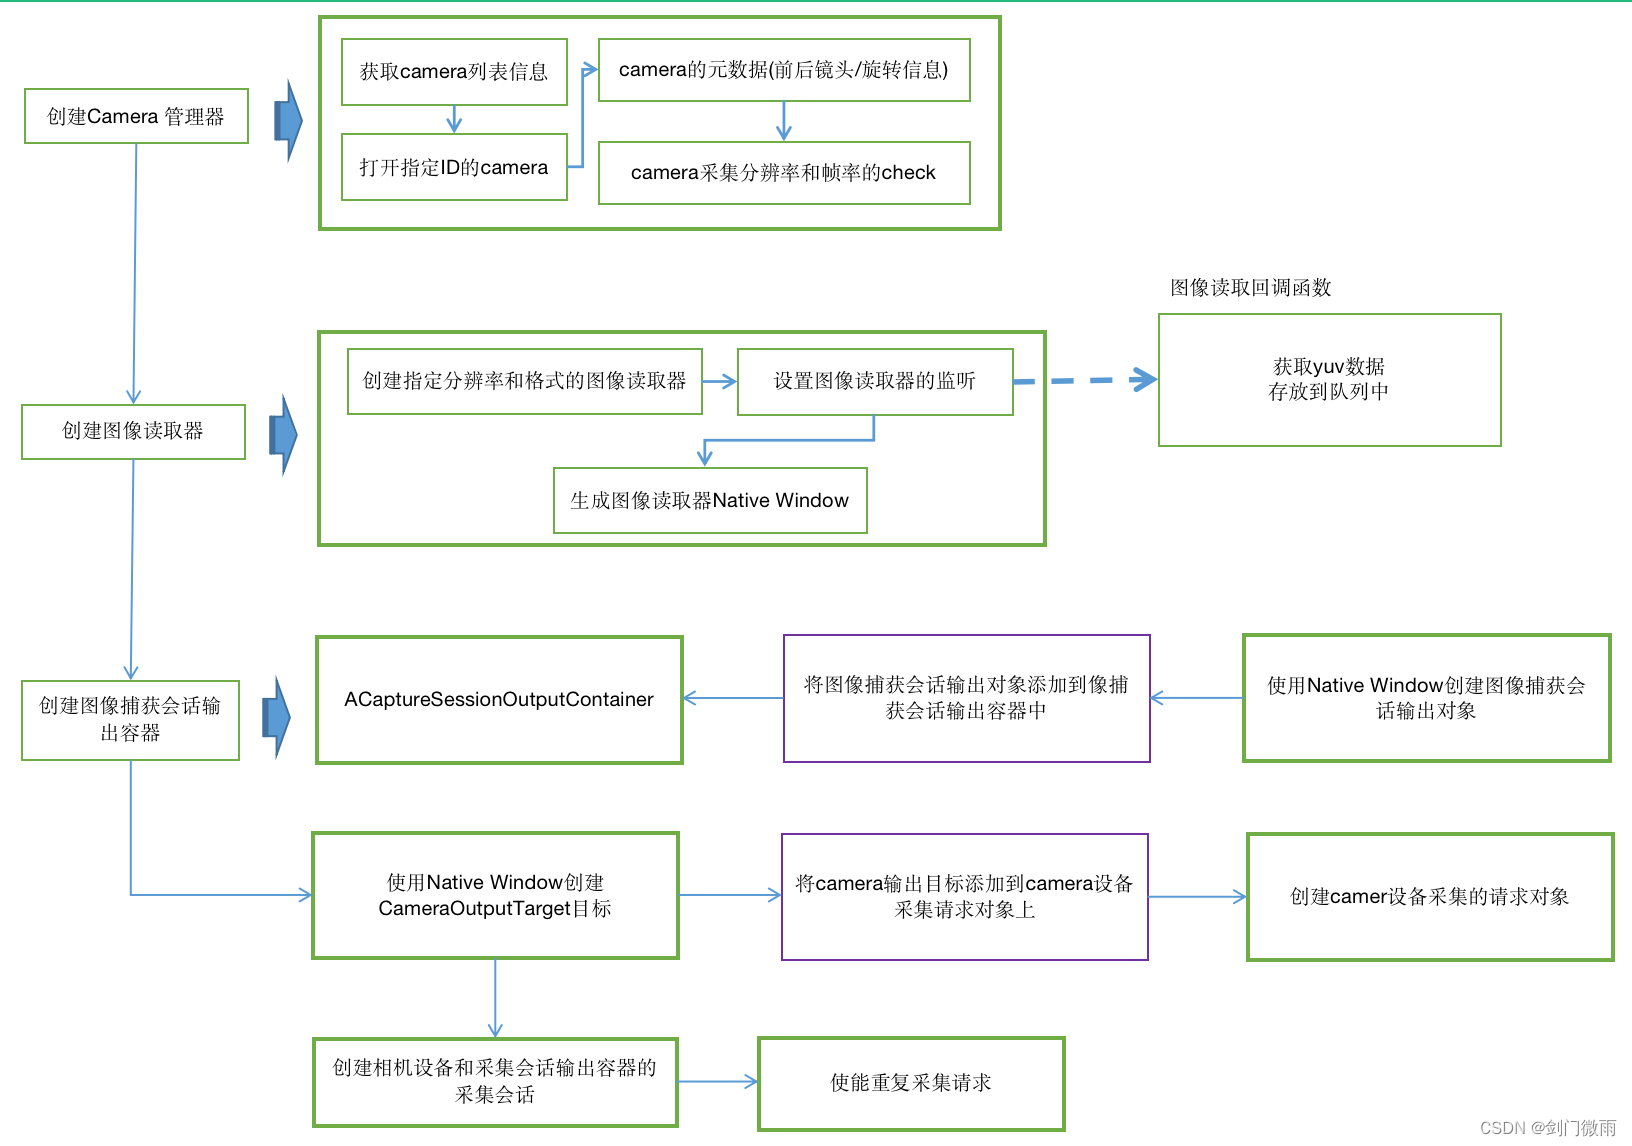 获取camera列表信息
camera的元数据(前后镜头/旋转信息)
创建Camera 管理器
打开指定ID的camera
camera采集分辨率和帧率的check
图像读取回调函数
创建指定分辨率和格式的图像读取器
设置图像读取器的监听
获取yuv数据
存放到队列中
创建图像读取器
生成图像读取器Native Window
创建图像捕获会话输
出容器
ACaptureSessionOutputContainer
将图像捕获会话输出对象添加到像捕
获会话输出容器中
使用Native Window创建图像捕获会
话输出对象
使用Native Window创建
CameraOutputTarget目标
将camera输出目标添加到camera设备
采集请求对象上
创建camer设备采集的请求对象
创建相机设备和采集会话输出容器的
采集会话
使能重复采集请求
CSDN @剑门微雨